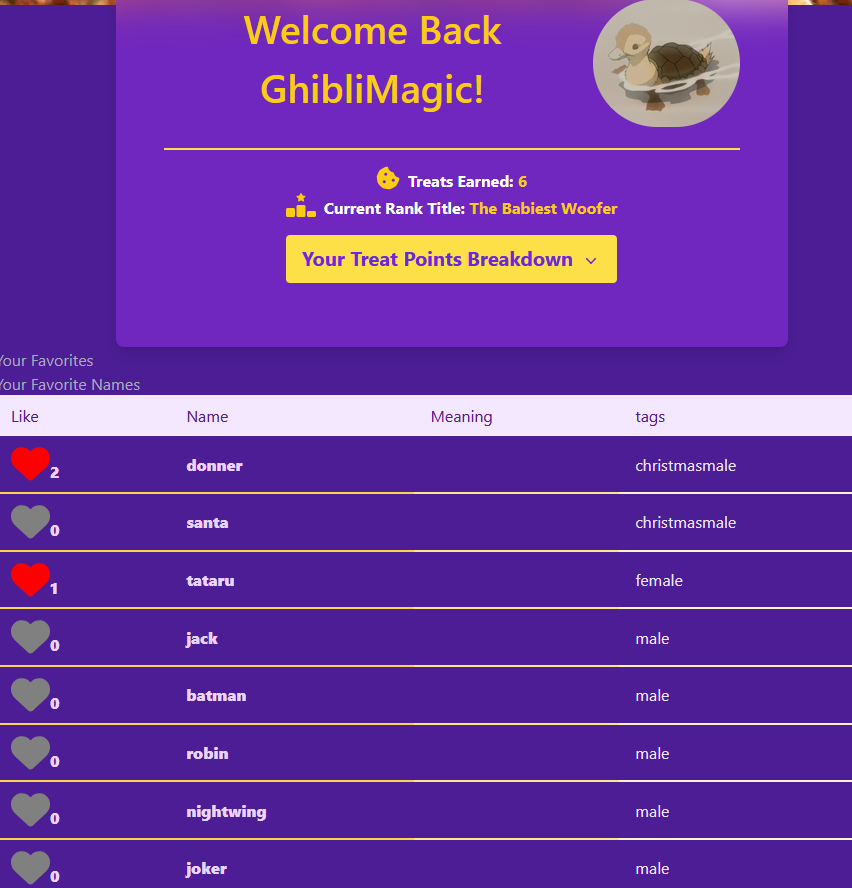 Welcome Back
GhibliMagic!
Treats Earned: 6
Current Rank Title: The Babiest Woofer
Your Treat Points Breakdown
Your Favorites
Your Favorite Names
Like Name Meaning tags
2 donner christmasmale
0 santa christmasmale
1 tataru female
0 jack male
0 batman male
0 robin male
0 nightwing male
0 joker male